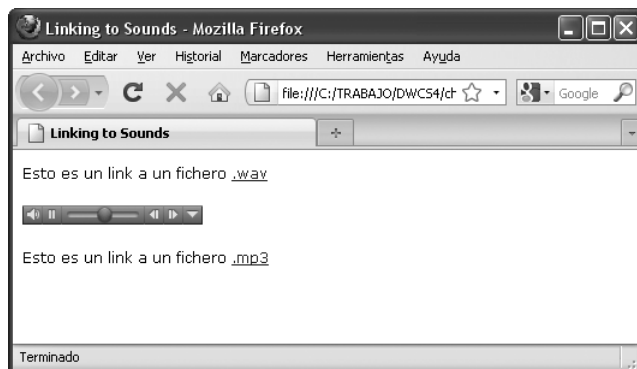 Linking to Sounds - Mozilla Firefox
Archivo Editar Ver Historial Marcadores Herramientas Ayuda
file:///C:/TRABAJO/DWCS4/ch Google
Linking to Sounds
Esto es un link a un fichero .wav
Esto es un link a un fichero .mp3
Terminado